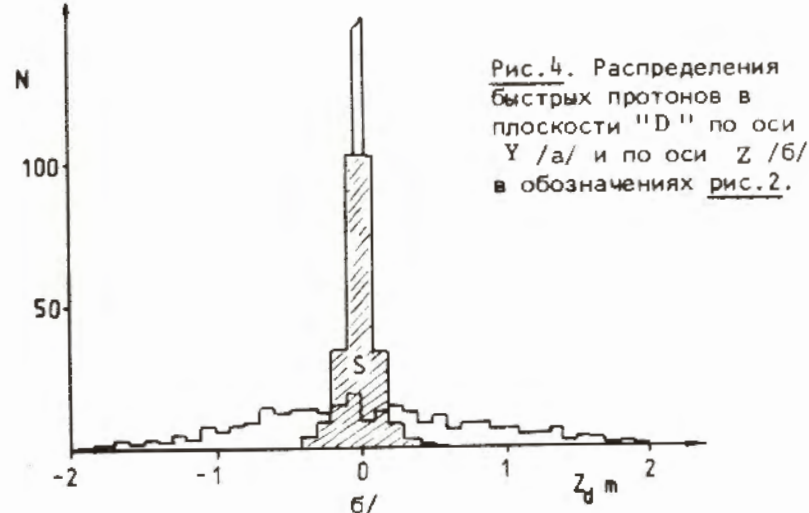 N
100
50
S
-2 -1 0 1 2
Z_d m
б/
Рис.4. Распределения
быстрых протонов в
плоскости "D" по оси
Y /а/ и по оси Z /б/
в обозначениях рис.2.